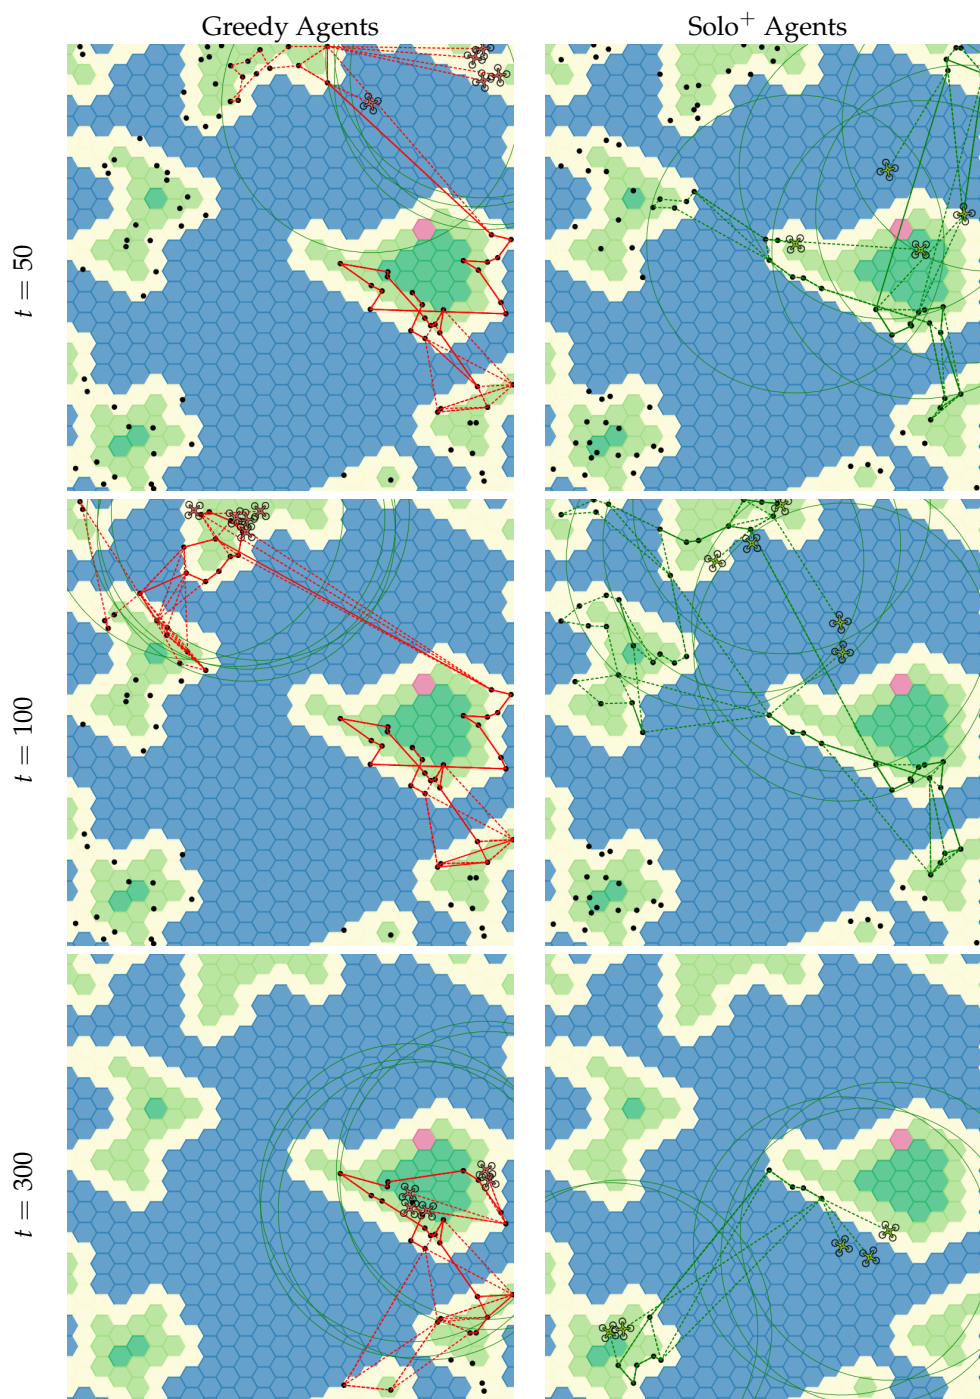 Greedy Agents
Solo⁺ Agents
t = 50
t = 100
t = 300